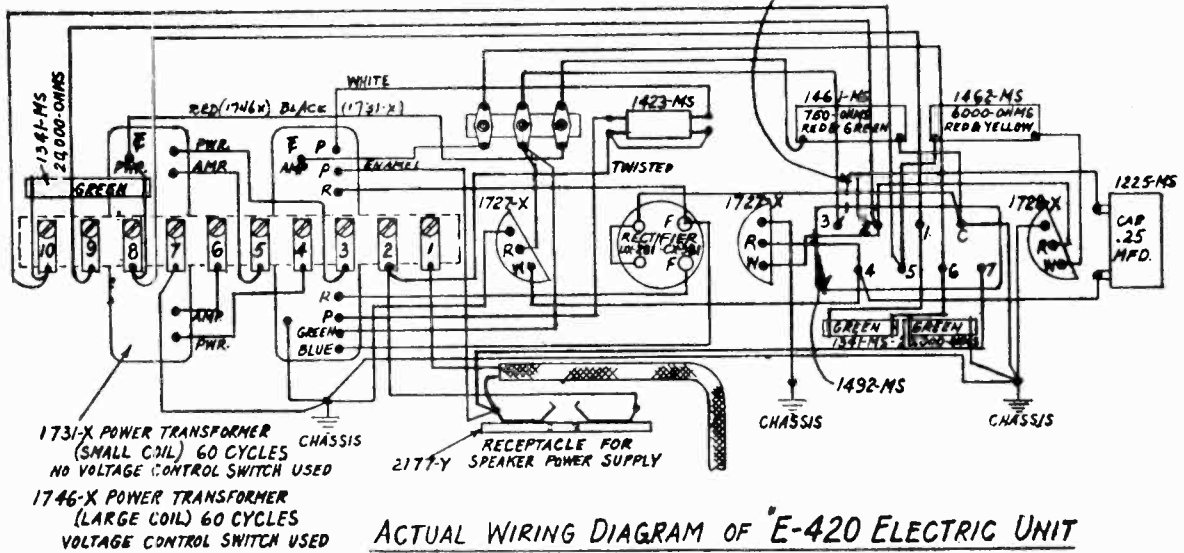 WHITE
RED (1746X) BLACK (1731-X)
1341-MS
20,000-OHMS
PWR.
PWR.
AMP.
AMP.
ENAMEL
P
P
R
1423-MS
TWISTED
1461-MS
750-OHMS
RED & GREEN
1462-MS
6000-OHMS
RED & YELLOW
1225-MS
CAP
.25
MFD.
GREEN
1727-X
R
W
RECTIFIER
F
F
1727-X
R
W
3
1
C
4
5
6
7
1728-X
R
W
10
9
8
7
6
5
4
3
2
1
AMP.
PWR.
R
P
GREEN
BLUE
GREEN
GREEN
1341-MS
1492-MS
CHASSIS
CHASSIS
CHASSIS
2177-Y
RECEPTACLE FOR
SPEAKER POWER SUPPLY
1731-X POWER TRANSFORMER
(SMALL COIL) 60 CYCLES
NO VOLTAGE CONTROL SWITCH USED
1746-X POWER TRANSFORMER
(LARGE COIL) 60 CYCLES
VOLTAGE CONTROL SWITCH USED
ACTUAL WIRING DIAGRAM OF E-420 ELECTRIC UNIT